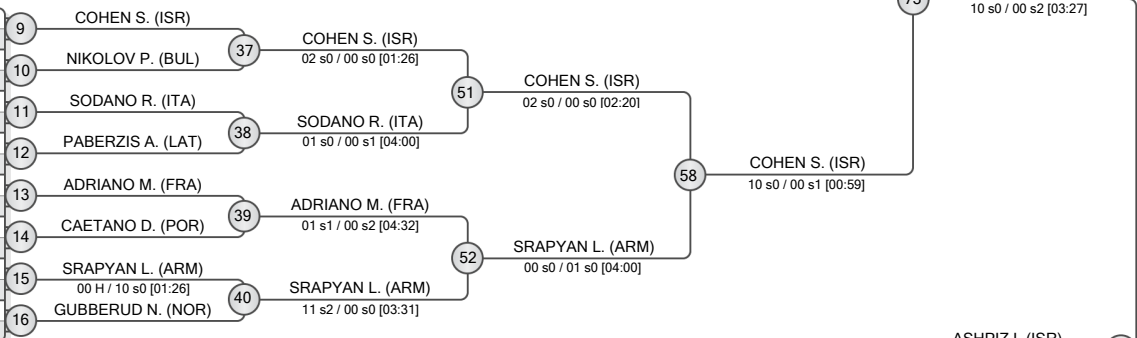 9
COHEN S. (ISR)
10
NIKOLOV P. (BUL)
11
SODANO R. (ITA)
12
PABERZIS A. (LAT)
13
ADRIANO M. (FRA)
14
CAETANO D. (POR)
15
SRAPYAN L. (ARM)
00 H / 10 s0 [01:26]
16
GUBBERUD N. (NOR)
37
COHEN S. (ISR)
02 s0 / 00 s0 [01:26]
38
SODANO R. (ITA)
01 s0 / 00 s1 [04:00]
39
ADRIANO M. (FRA)
01 s1 / 00 s2 [04:32]
40
SRAPYAN L. (ARM)
11 s2 / 00 s0 [03:31]
51
COHEN S. (ISR)
02 s0 / 00 s0 [02:20]
52
SRAPYAN L. (ARM)
00 s0 / 01 s0 [04:00]
58
COHEN S. (ISR)
10 s0 / 00 s1 [00:59]
10 s0 / 00 s2 [03:27]
(ISR)